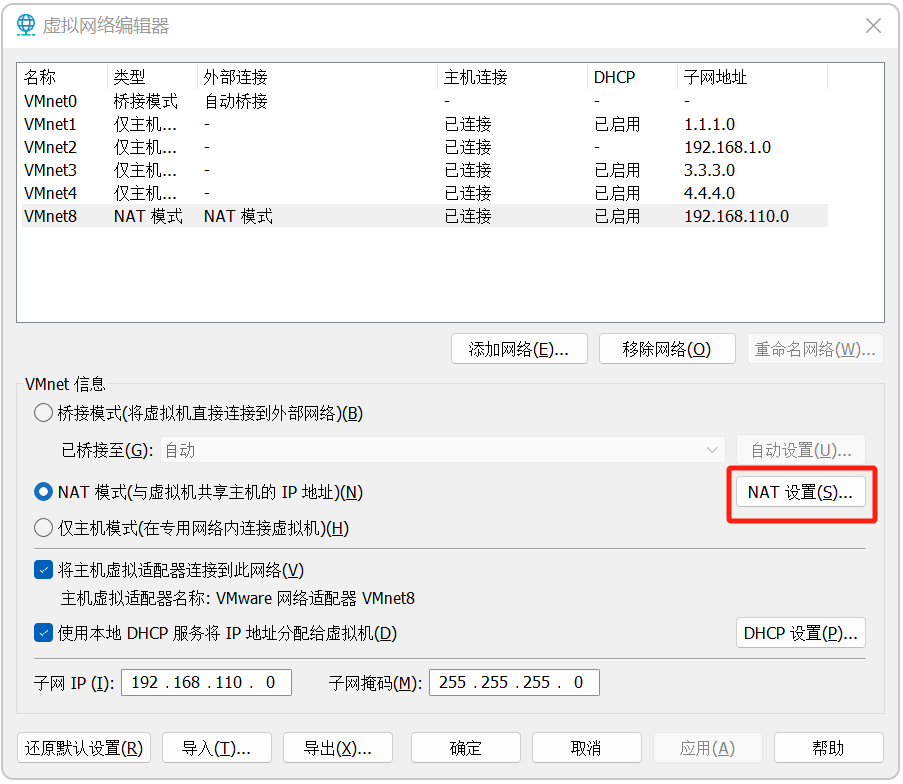 虚拟网络编辑器
名称 类型 外部连接 主机连接 DHCP 子网地址
VMnet0 桥接模式 自动桥接 - - -
VMnet1 仅主机... - 已连接 已启用 1.1.1.0
VMnet2 仅主机... - 已连接 - 192.168.1.0
VMnet3 仅主机... - 已连接 已启用 3.3.3.0
VMnet4 仅主机... - 已连接 已启用 4.4.4.0
VMnet8 NAT 模式 NAT 模式 已连接 已启用 192.168.110.0
添加网络(E)... 移除网络(O) 重命名网络(W)...
VMnet 信息
桥接模式(将虚拟机直接连接到外部网络)(B)
已桥接至(G): 自动 自动设置(U)...
NAT 模式(与虚拟机共享主机的 IP 地址)(N) NAT 设置(S)...
仅主机模式(在专用网络内连接虚拟机)(H)
将主机虚拟适配器连接到此网络(V)
主机虚拟适配器名称: VMware 网络适配器 VMnet8
使用本地 DHCP 服务将 IP 地址分配给虚拟机(D) DHCP 设置(P)...
子网 IP (I): 192 . 168 . 110 . 0 子网掩码(M): 255 . 255 . 255 . 0
还原默认设置(R) 导入(T)... 导出(X)... 确定 取消 应用(A) 帮助